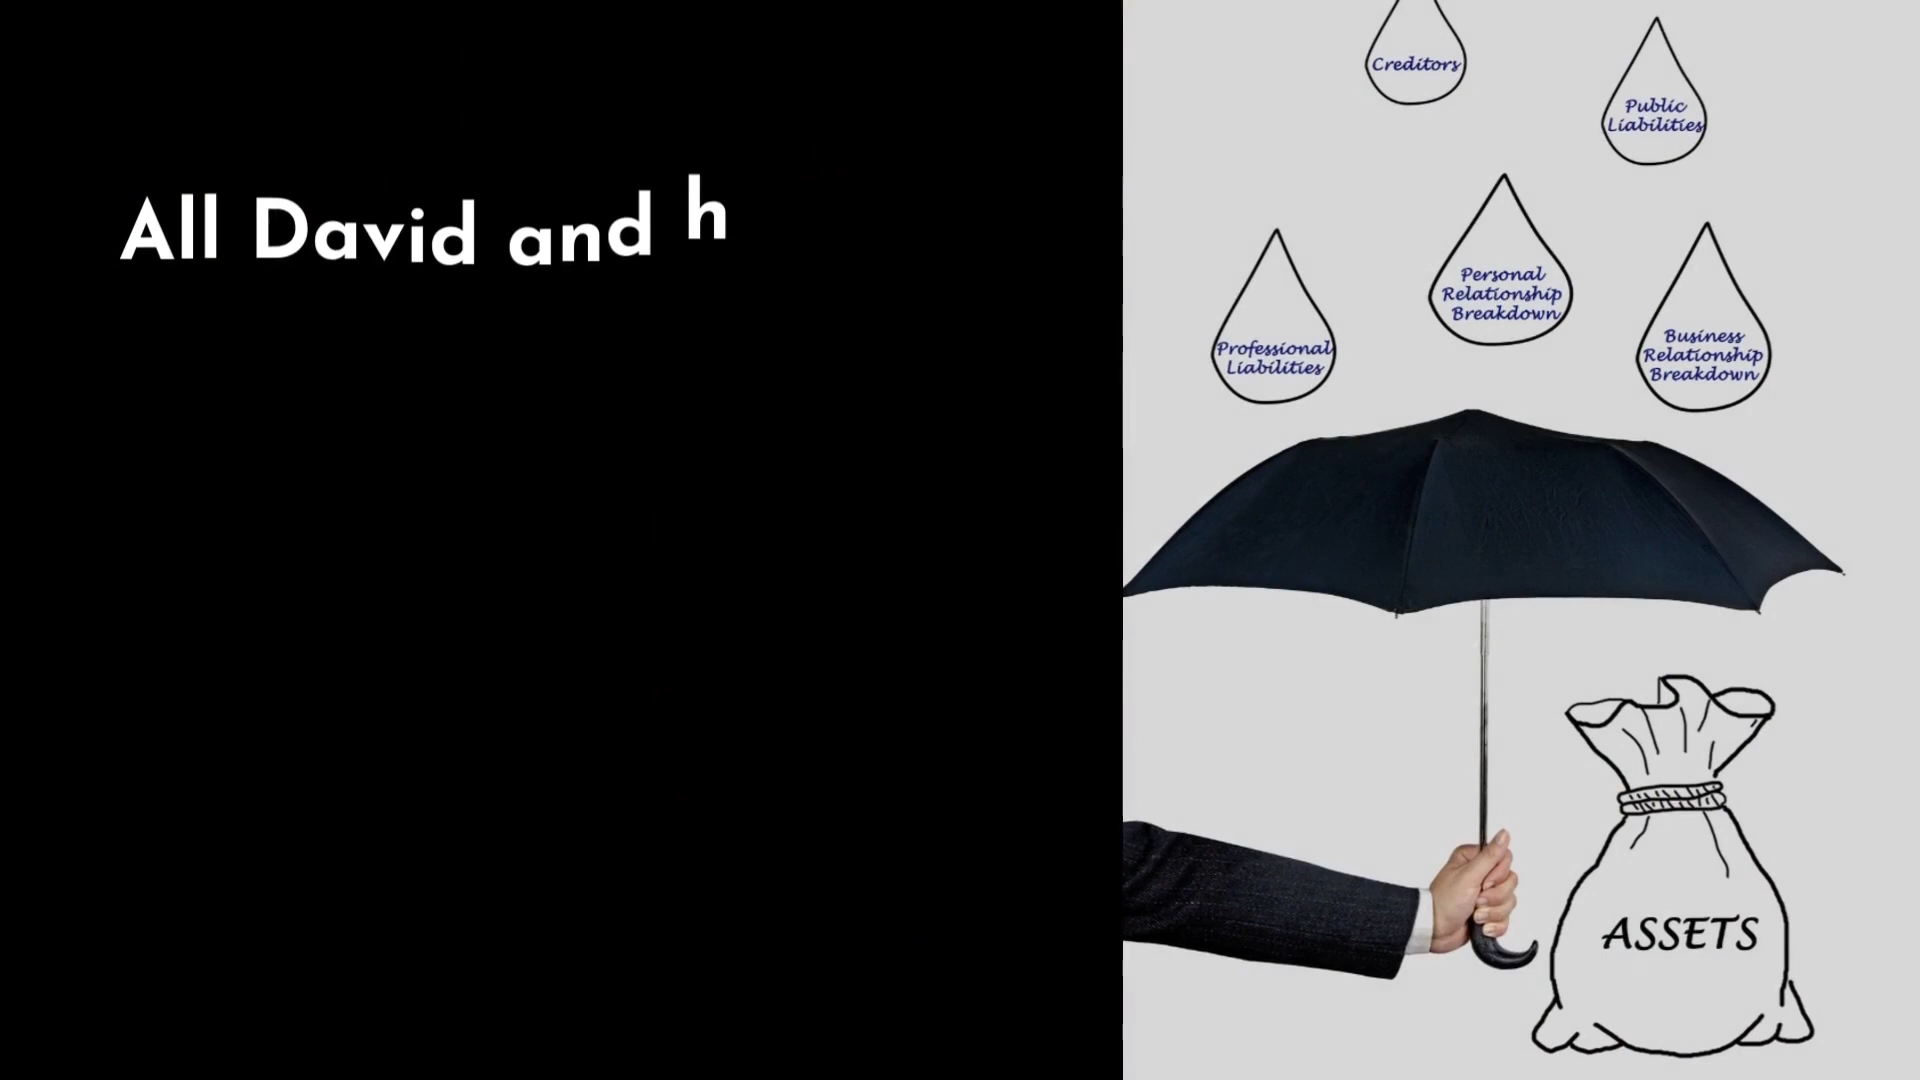 All David and h
Creditors
Public
Liabilities
Personal
Relationship
Breakdown
Business
Relationship
Breakdown
Professional
Liabilities
ASSETS